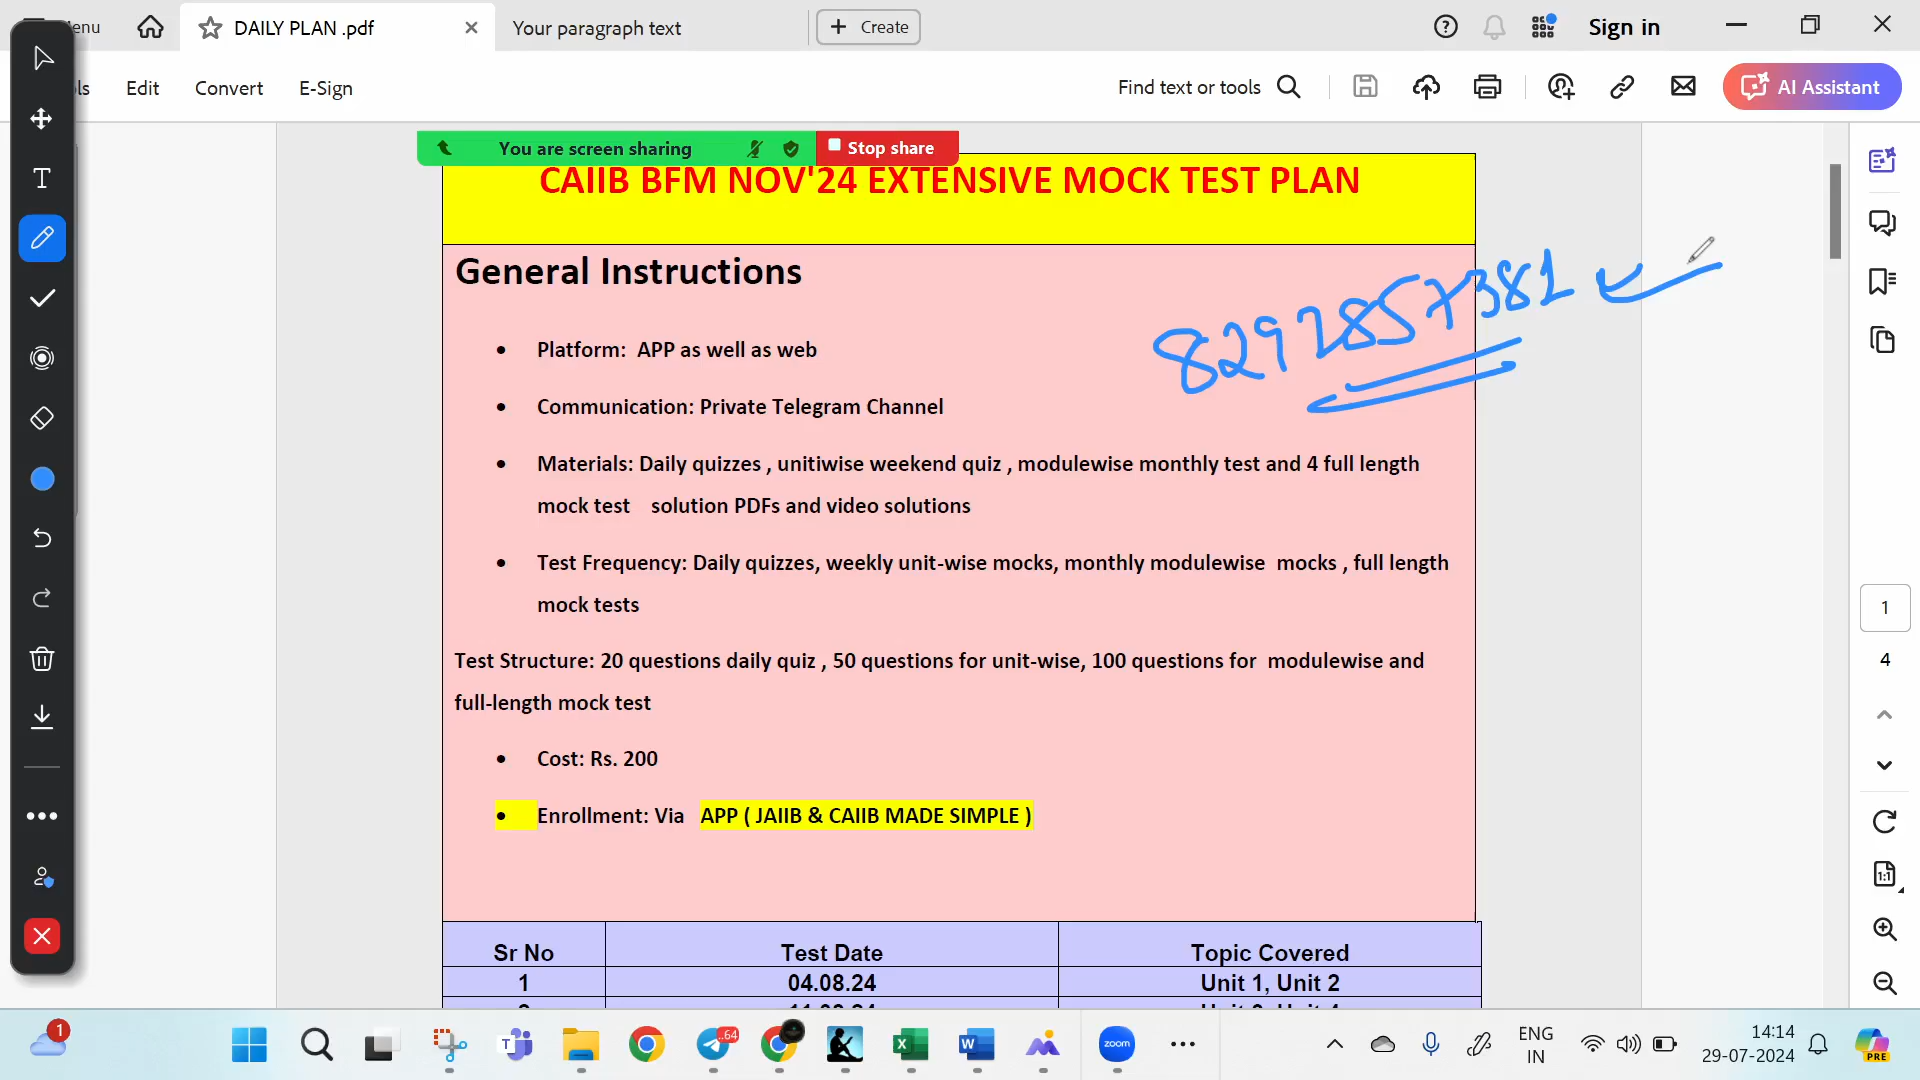 enu
DAILY PLAN .pdf
Your paragraph text
+ Create
Sign in
ls
Edit
Convert
E-Sign
Find text or tools
AI Assistant
You are screen sharing
Stop share
CAIIB BFM NOV'24 EXTENSIVE MOCK TEST PLAN
General Instructions
8292857381
• Platform: APP as well as web
• Communication: Private Telegram Channel
• Materials: Daily quizzes , unitiwise weekend quiz , modulewise monthly test and 4 full length
mock test solution PDFs and video solutions
• Test Frequency: Daily quizzes, weekly unit-wise mocks, monthly modulewise mocks , full length
mock tests
Test Structure: 20 questions daily quiz , 50 questions for unit-wise, 100 questions for modulewise and
full-length mock test
• Cost: Rs. 200
• Enrollment: Via APP ( JAIIB & CAIIB MADE SIMPLE )
Sr No Test Date Topic Covered
1 04.08.24 Unit 1, Unit 2
1
4
1
.64
zoom
ENG
IN
14:14
29-07-2024
PRE